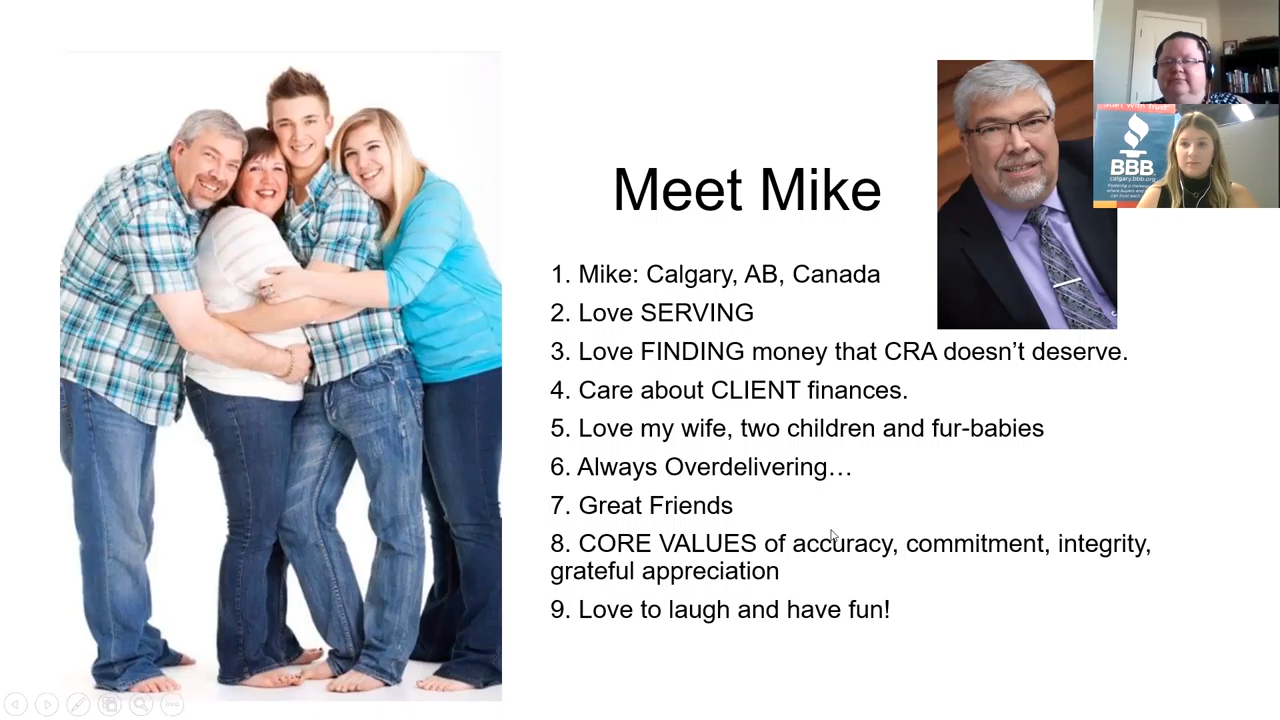 Meet Mike
1. Mike: Calgary, AB, Canada
2. Love SERVING
3. Love FINDING money that CRA doesn’t deserve.
4. Care about CLIENT finances.
5. Love my wife, two children and fur-babies
6. Always Overdelivering…
7. Great Friends
8. CORE VALUES of accuracy, commitment, integrity,
grateful appreciation
9. Love to laugh and have fun!
Start With Trust
BBB
calgary.bbb.org